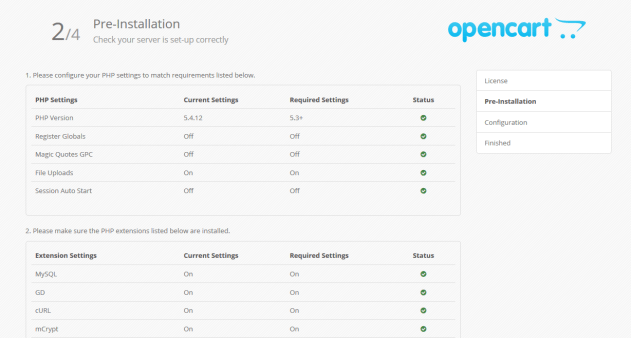 2/4 Pre-Installation
Check your server is set-up correctly
opencart
1. Please configure your PHP settings to match requirements listed below.
PHP Settings Current Settings Required Settings Status
PHP Version 5.4.12 5.3+
Register Globals Off Off
Magic Quotes GPC Off Off
File Uploads On On
Session Auto Start Off Off
2. Please make sure the PHP extensions listed below are installed.
Extension Settings Current Settings Required Settings Status
MySQL On On
GD On On
cURL On On
mCrypt On On
License
Pre-Installation
Configuration
Finished